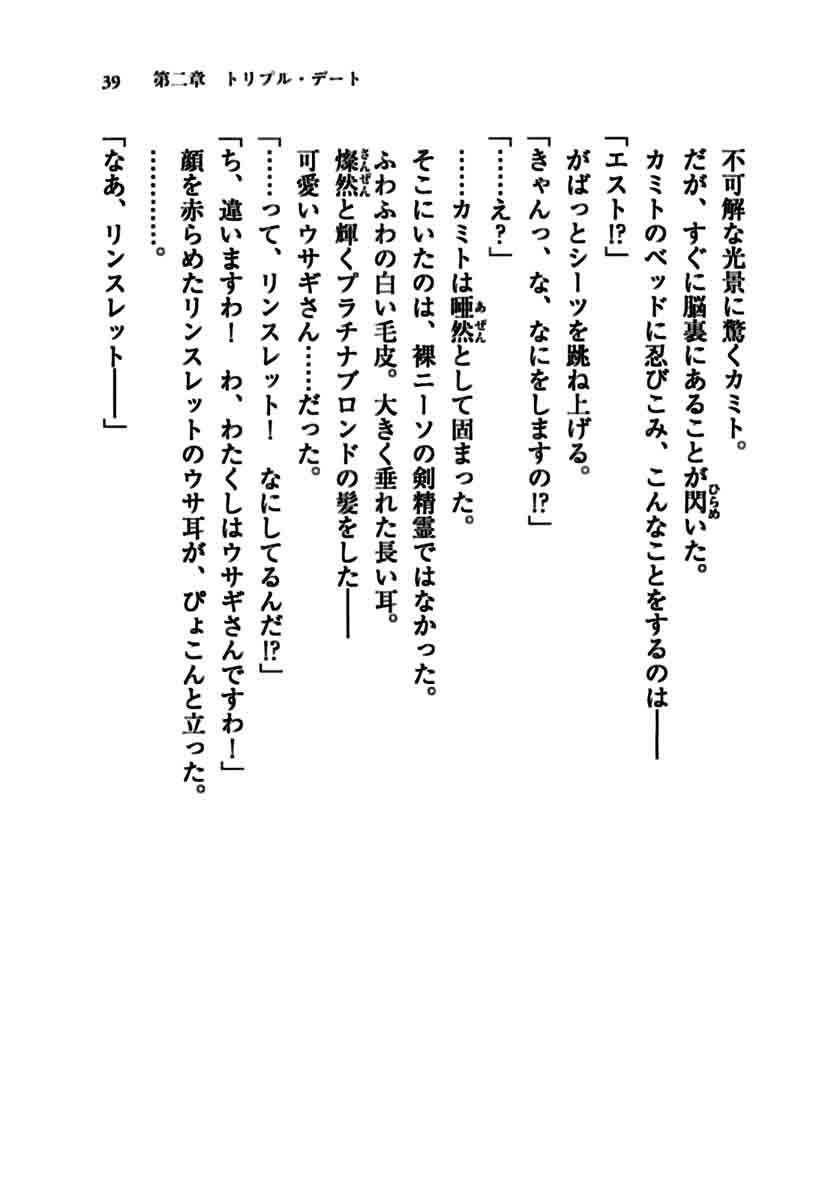 39　第二章　トリプル・デート
不可解な光景に驚くカミト。
だが、すぐに脳裏にあることが閃いた。
カミトのベッドに忍びこみ、こんなことをするのは――
「エスト!?」
がばっとシーツを跳ね上げる。
「きゃんっ、な、なにをしますの!?」
「……え？」
……カミトは唖然として固まった。
そこにいたのは、裸ニーソの剣精霊ではなかった。
ふわふわの白い毛皮。大きく垂れた長い耳。
燦然と輝くプラチナブロンドの髪をした――
可愛いウサギさん……だった。
「……って、リンスレット！　なにしてるんだ!?」
「ち、違いますわ！　わ、わたくしはウサギさんですわ！」
顔を赤らめたリンスレットのウサ耳が、ぴょこんと立った。
…………。
「なあ、リンスレット――」